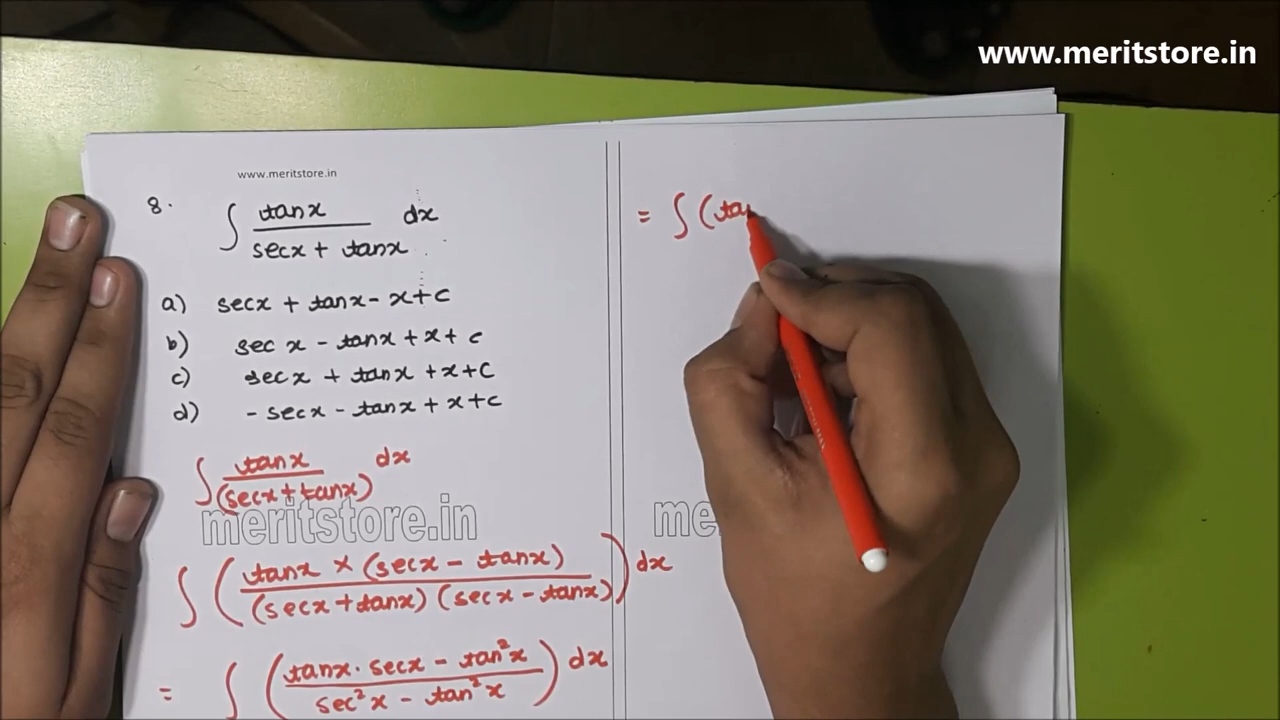 www.meritstore.in
www.meritstore.in
8. ∫ tanx / secx + tanx dx
a) secx + tanx - x + c
b) sec x - tanx + x + c
c) secx + tanx + x + C
d) - secx - tanx + x + c
∫ tanx / (secx + tanx) dx
meritstore.in
∫ ( tanx × (secx - tanx) / (secx + tanx) (secx - tanx) ) dx
= ∫ ( tanx · secx - tan²x / sec²x - tan²x ) dx
= ∫ (tan
me